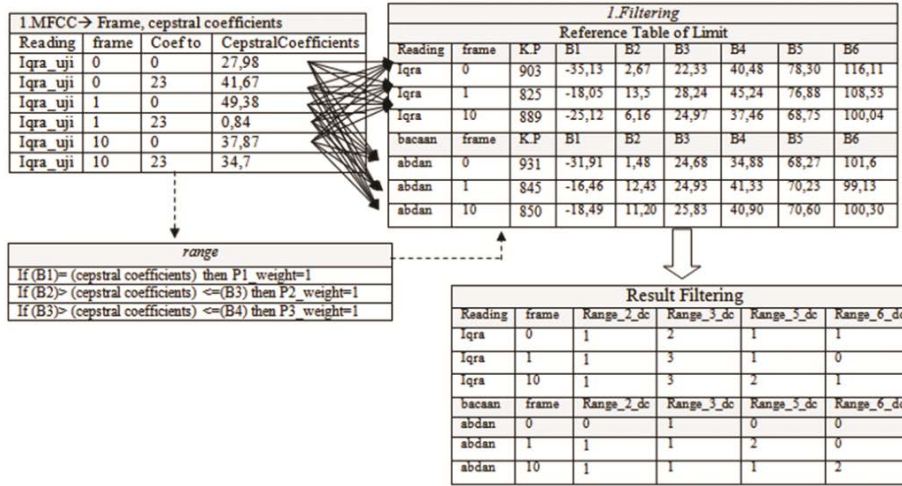 1.MFCC→ Frame, cepstral coefficients
Reading frame Coef to CepstralCoefficients
Iqra_uji 0 0 27,98
Iqra_uji 0 23 41,67
Iqra_uji 1 0 49,38
Iqra_uji 1 23 0,84
Iqra_uji 10 0 37,87
Iqra_uji 10 23 34,7
1.Filtering
Reference Table of Limit
Reading frame K.P B1 B2 B3 B4 B5 B6
Iqra 0 903 -35,13 2,67 22,33 40,48 78,30 116,11
Iqra 1 825 -18,05 13,5 28,24 45,24 76,88 108,53
Iqra 10 889 -25,12 6,16 24,97 37,46 68,75 100,04
bacaan frame K.P B1 B2 B3 B4 B5 B6
abdan 0 931 -31,91 1,48 24,68 34,88 68,27 101,6
abdan 1 845 -16,46 12,43 24,93 41,33 70,23 99,13
abdan 10 850 -18,49 11,20 25,83 40,90 70,60 100,30
range
If (B1)= (cepstral coefficients) then P1_weight=1
If (B2)> (cepstral coefficients) <=(B3) then P2_weight=1
If (B3)> (cepstral coefficients) <=(B4) then P3_weight=1
Result Filtering
Reading frame Range_2_dc Range_3_dc Range_5_dc Range_6_dc
Iqra 0 1 2 1 1
Iqra 1 1 3 1 0
Iqra 10 1 3 2 1
bacaan frame Range_2_dc Range_3_dc Range_5_dc Range_6_dc
abdan 0 0 1 0 0
abdan 1 1 1 2 0
abdan 10 1 1 1 2